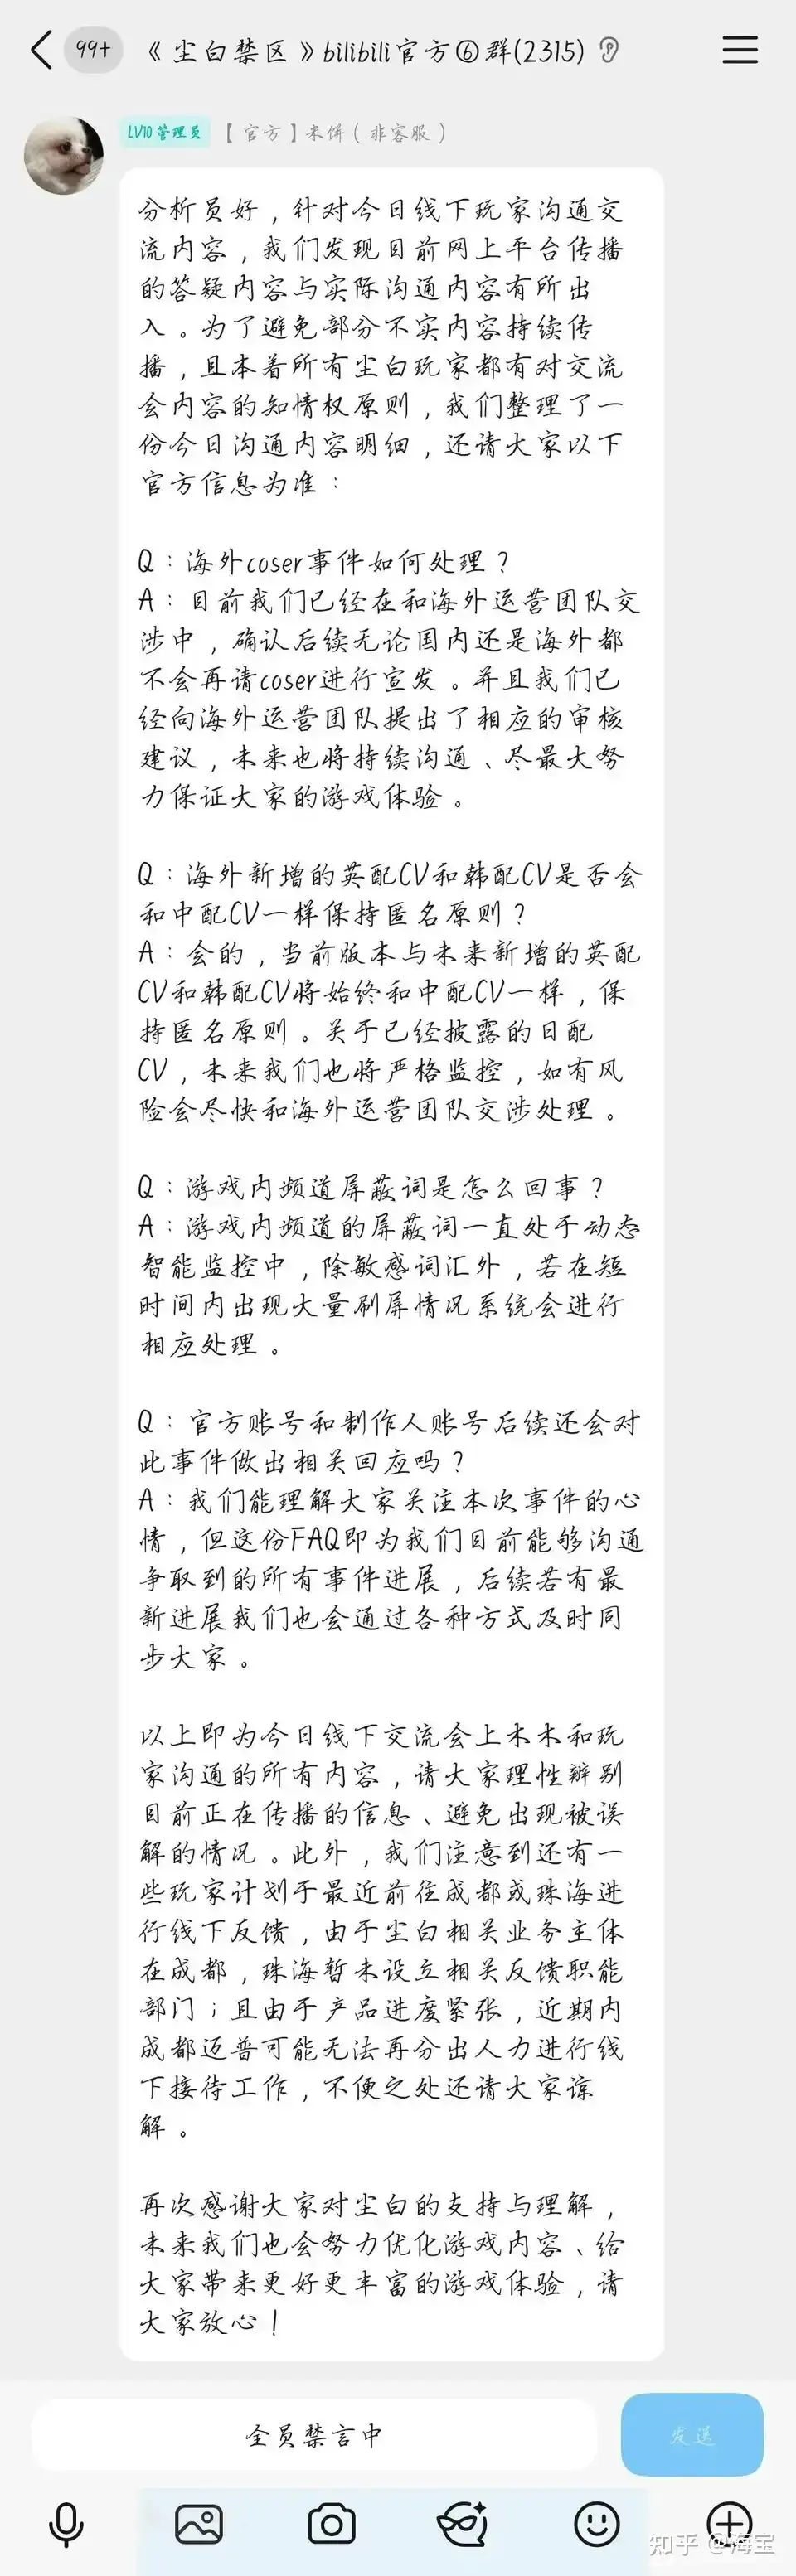 99+
《尘白禁区》bilibili官方⑥群(2315)
LV10 管理员 【官方】米饼(非客服)
分析员好，针对今日线下玩家沟通交
流内容，我们发现目前网上平台传播
的答疑内容与实际沟通内容有所出
入。为了避免部分不实内容持续传
播，且本着所有尘白玩家都有对交流
会内容的知情权原则，我们整理了一
份今日沟通内容明细，还请大家以下
官方信息为准：
Q：海外coser事件如何处理？
A：目前我们已经在和海外运营团队交
涉中，确认后续无论国内还是海外都
不会再请coser进行宣发。并且我们已
经向海外运营团队提出了相应的审核
建议，未来也将持续沟通、尽最大努
力保证大家的游戏体验。
Q：海外新增的英配CV和韩配CV是否会
和中配CV一样保持匿名原则？
A：会的，当前版本与未来新增的英配
CV和韩配CV将始终和中配CV一样，保
持匿名原则。关于已经披露的日配
CV，未来我们也将严格监控，如有风
险会尽快和海外运营团队交涉处理。
Q：游戏内频道屏蔽词是怎么回事？
A：游戏内频道的屏蔽词一直处于动态
智能监控中，除敏感词汇外，若在短
时间内出现大量刷屏情况系统会进行
相应处理。
Q：官方账号和制作人账号后续还会对
此事件做出相关回应吗？
A：我们能理解大家关注本次事件的心
情，但这份FAQ即为我们目前能够沟通
争取到的所有事件进展，后续若有最
新进展我们也会通过各种方式及时同
步大家。
以上即为今日线下交流会上木木和玩
家沟通的所有内容，请大家理性辨别
目前正在传播的信息、避免出现被误
解的情况。此外，我们注意到还有一
些玩家计划于最近前往成都或珠海进
行线下反馈，由于尘白相关业务主体
在成都，珠海暂未设立相关反馈职能
部门；且由于产品进度紧张，近期内
成都迈普可能无法再分出人力进行线
下接待工作，不便之处还请大家谅
解。
再次感谢大家对尘白的支持与理解，
未来我们也会努力优化游戏内容、给
大家带来更好更丰富的游戏体验，请
大家放心！
全员禁言中
发送
知乎 @海宝